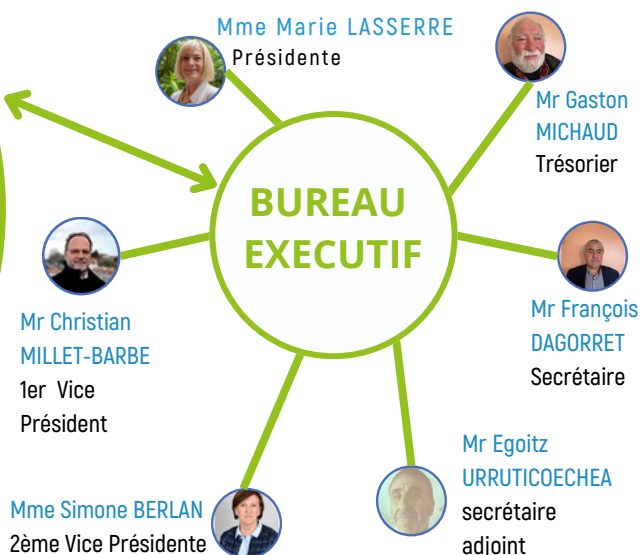 Mme Marie LASSERRE
Présidente
Mr Gaston
MICHAUD
Trésorier
BUREAU
EXECUTIF
Mr Christian
MILLET-BARBE
1er Vice
Président
Mr François
DAGORRET
Secrétaire
Mr Egoitz
URRUTICOECHEA
secrétaire
adjoint
Mme Simone BERLAN
2ème Vice Présidente